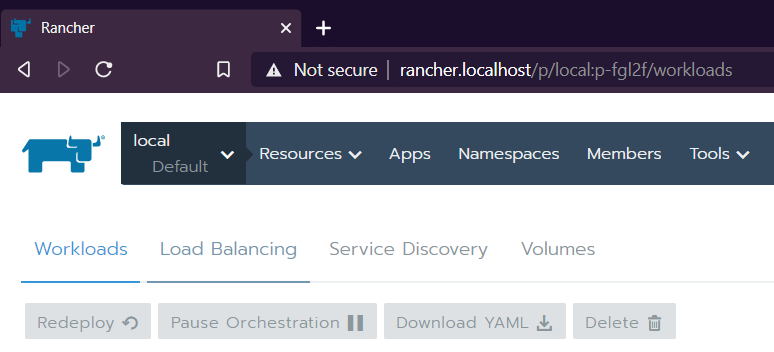 Rancher
Not secure | rancher.localhost/p/local:p-fgl2f/workloads
local
Default
Resources Apps Namespaces Members Tools
Workloads Load Balancing Service Discovery Volumes
Redeploy Pause Orchestration Download YAML Delete